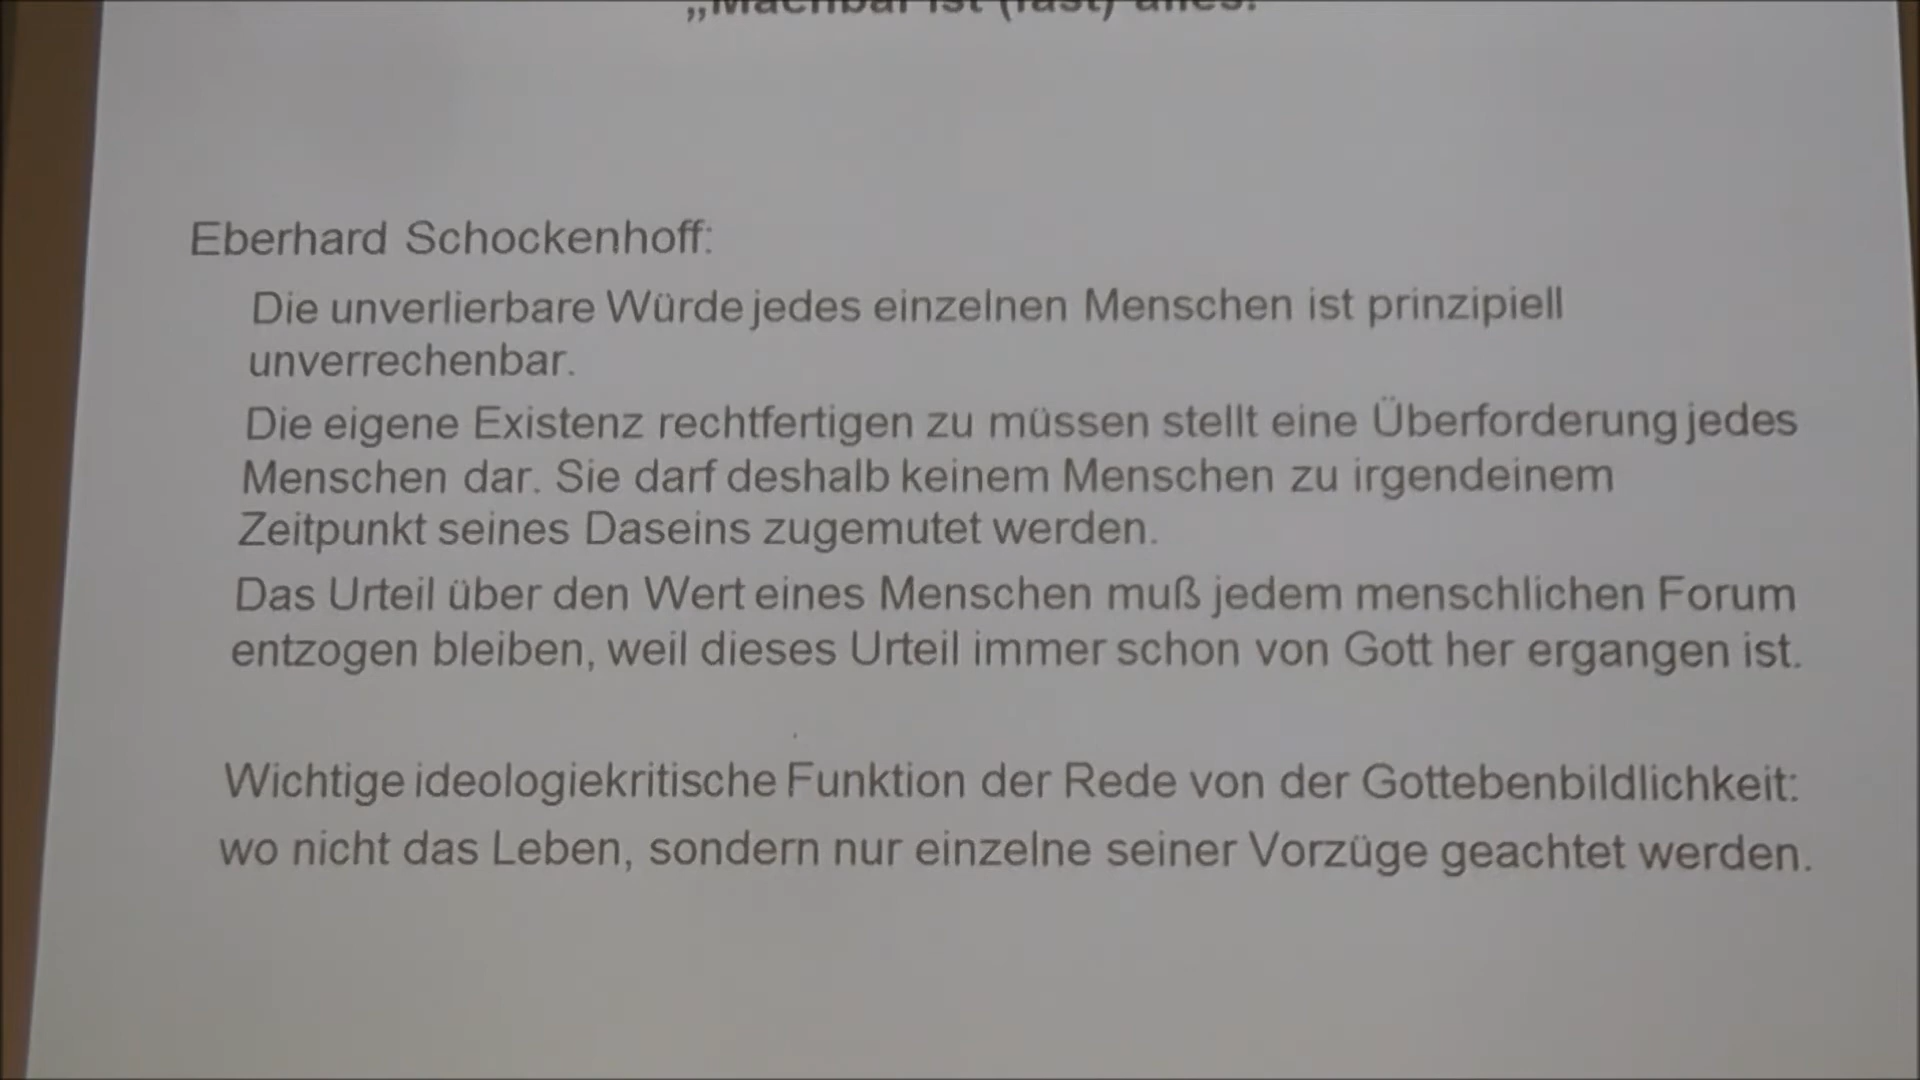 „Machbar ist (fast) alles.
Eberhard Schockenhoff:
Die unverlierbare Würde jedes einzelnen Menschen ist prinzipiell
unverrechenbar.
Die eigene Existenz rechtfertigen zu müssen stellt eine Überforderung jedes
Menschen dar. Sie darf deshalb keinem Menschen zu irgendeinem
Zeitpunkt seines Daseins zugemutet werden.
Das Urteil über den Wert eines Menschen muß jedem menschlichen Forum
entzogen bleiben, weil dieses Urteil immer schon von Gott her ergangen ist.
Wichtige ideologiekritische Funktion der Rede von der Gottebenbildlichkeit:
wo nicht das Leben, sondern nur einzelne seiner Vorzüge geachtet werden.